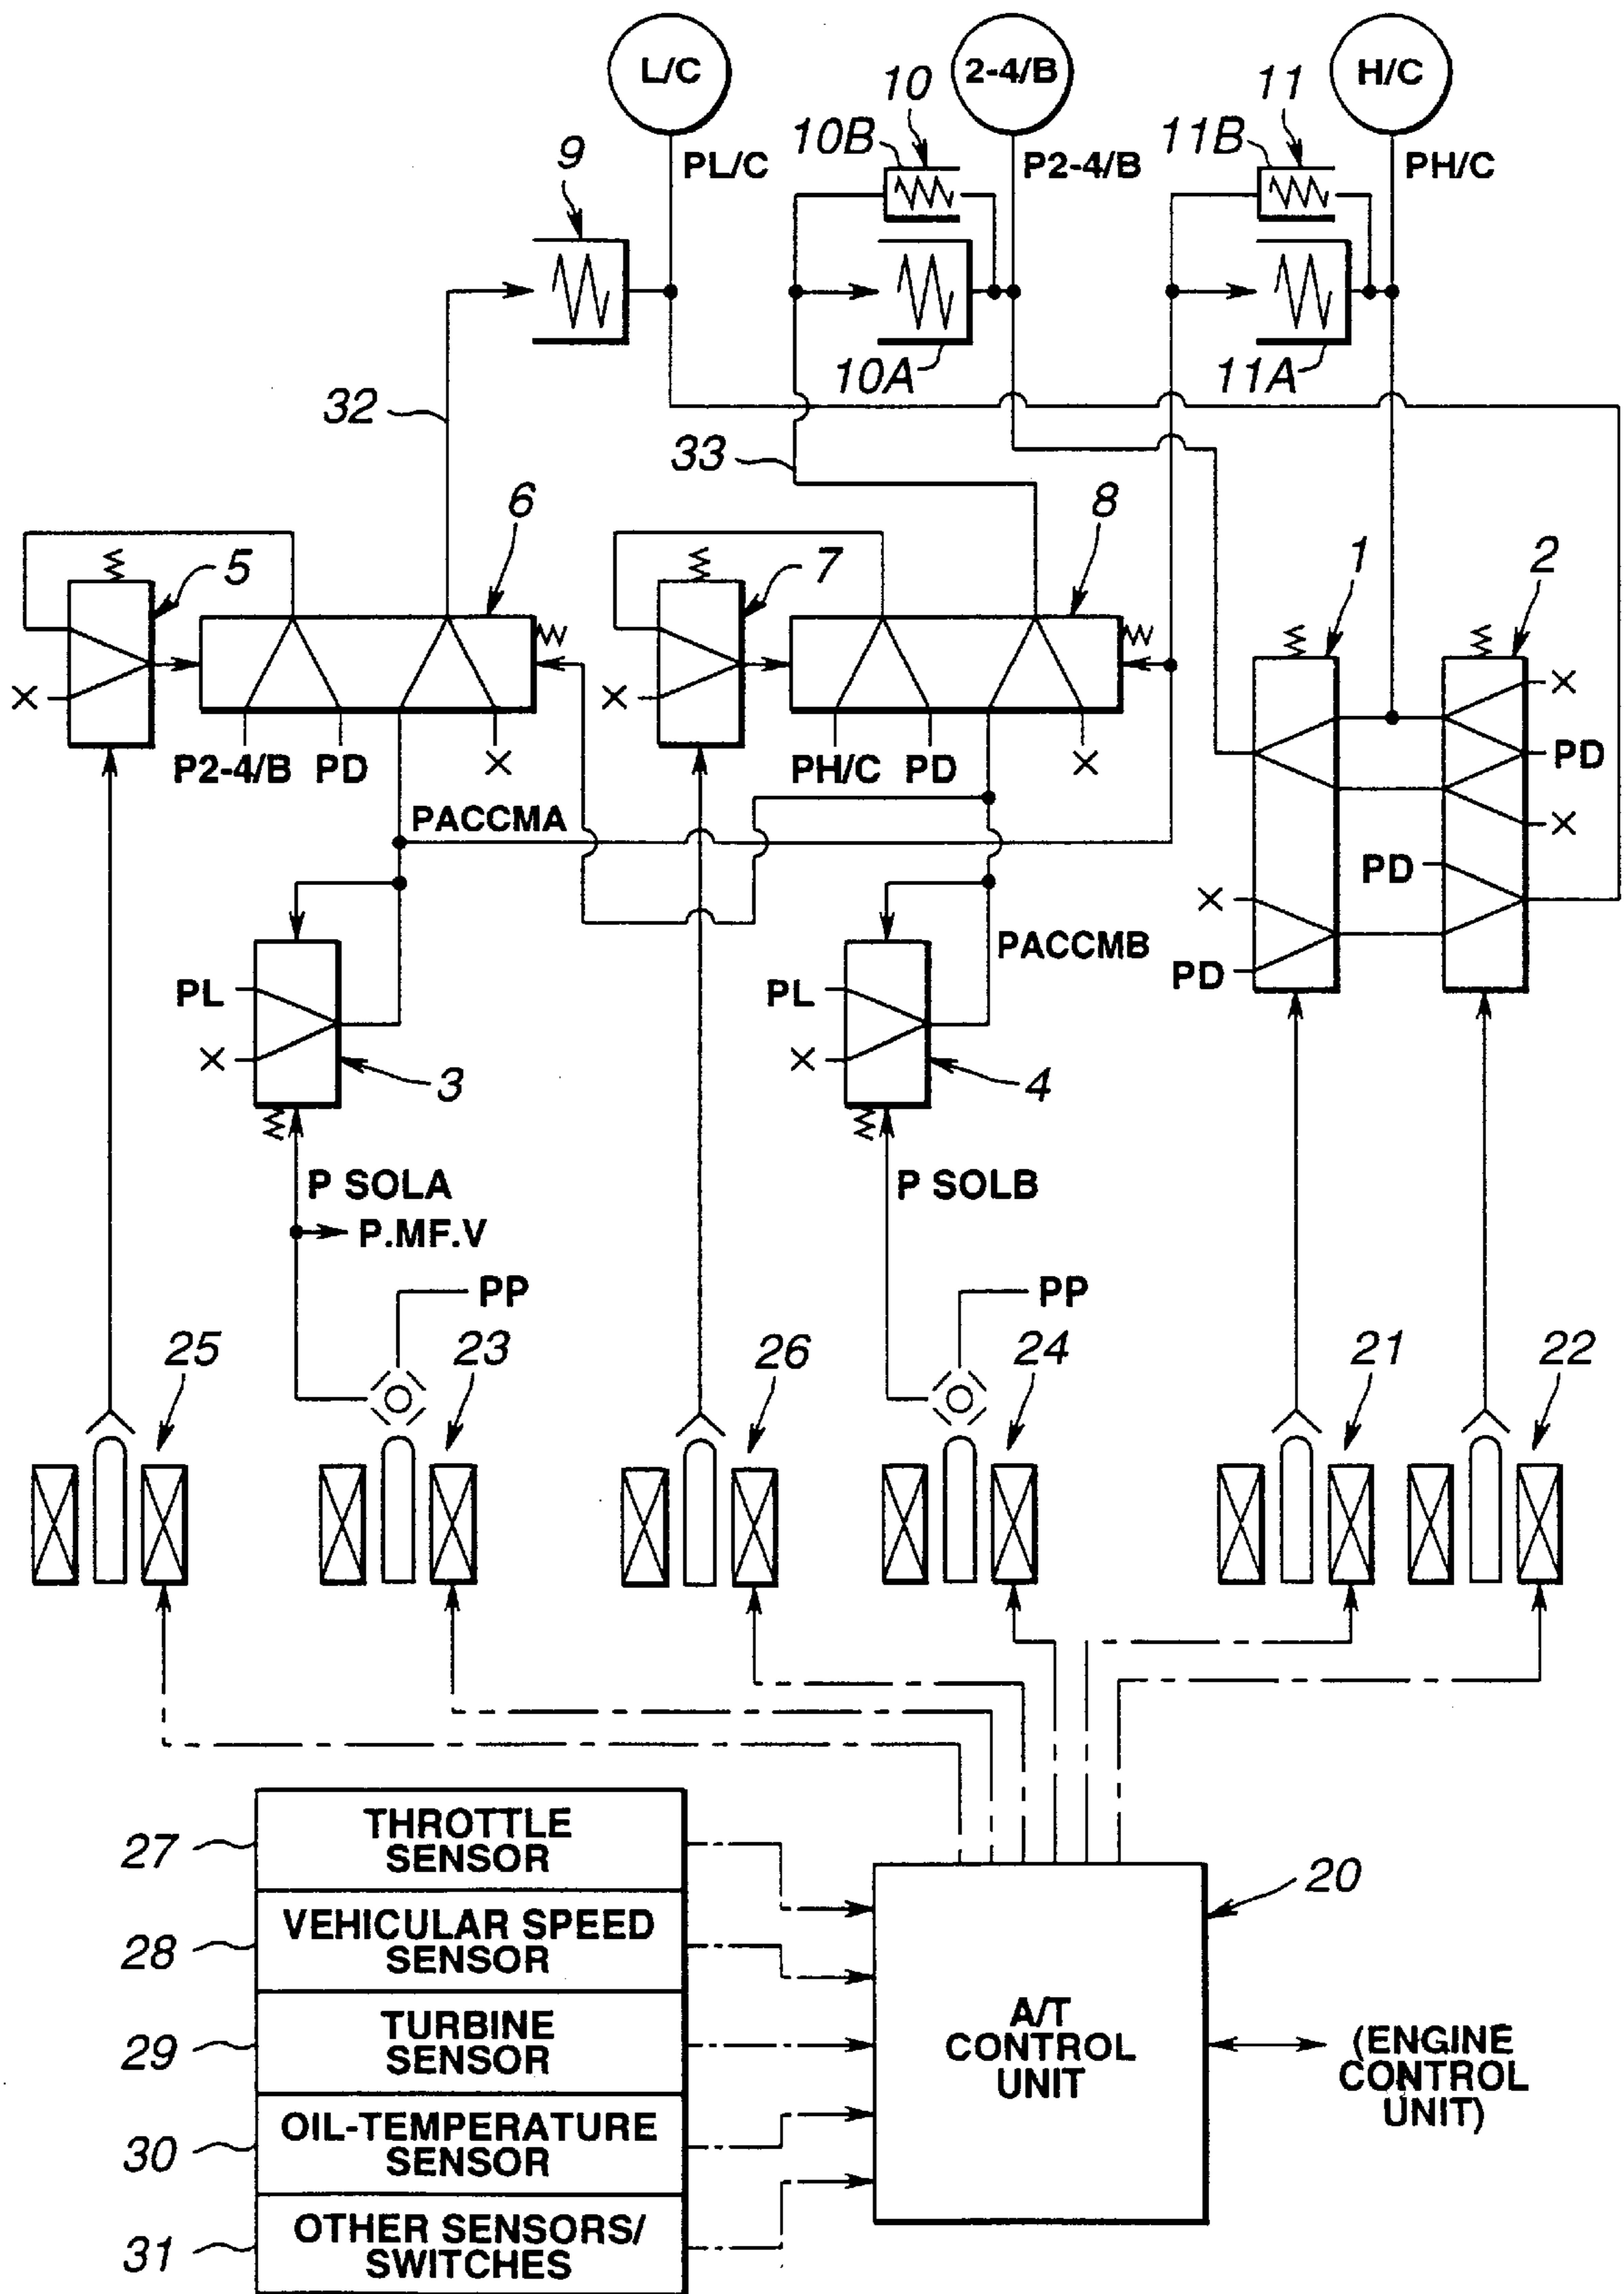 L/C
2-4/B
H/C
10
11
10B
11B
9
PL/C
P2-4/B
PH/C
10A
11A
32
33
6
8
5
7
1
2
P2-4/B PD
PH/C PD
PD
PACCMA
PD
PACCMB
PD
PL
PL
3
4
P SOLA
P SOLB
P.MF.V
PP
PP
25
23
26
24
21
22
27
THROTTLE
SENSOR
28
VEHICULAR SPEED
SENSOR
20
29
TURBINE
SENSOR
A/T
CONTROL
UNIT
(ENGINE
CONTROL
UNIT)
30
OIL-TEMPERATURE
SENSOR
31
OTHER SENSORS/
SWITCHES